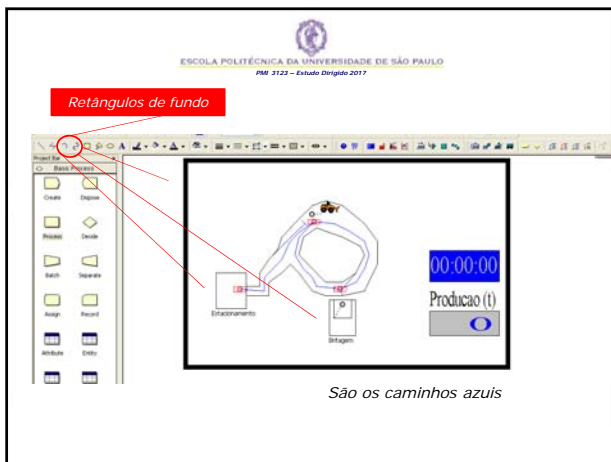 ESCOLA POLITÉCNICA DA UNIVERSIDADE DE SÃO PAULO
PMI 3123 – Estudo Dirigido 2017
Retângulos de fundo
A
Project Bar
Basic Process
Create
Dispose
Process
Decide
Batch
Separate
Assign
Record
Attribute
Entity
Estacionamento
Britagem
00:00:00
Producao (t)
0
São os caminhos azuis